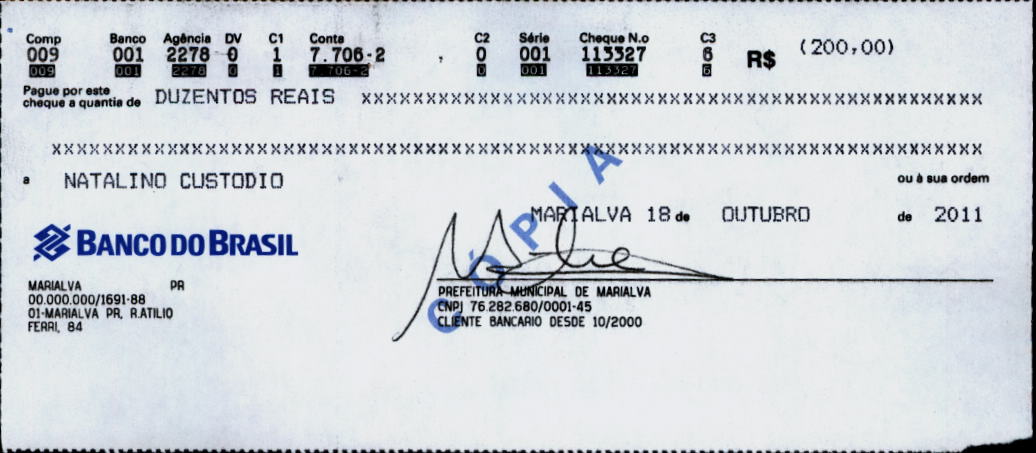 Comp Banco Agência DV C1 Conta C2 Série Cheque N.o C3
009 001 2278 0 1 7.706-2 0 001 113327 6 R$ (200,00)
009 001 2278 0 1 7.706-2 0 001 113327 6
Pague por este
cheque a quantia de DUZENTOS REAIS XXXXXXXXXXXXXXXXXXXXXXXXXXXXXXXXXXXXXXXXXXXXXXXXXXXXXXXXXXXXXXXXXXXXX
XXXXXXXXXXXXXXXXXXXXXXXXXXXXXXXXXXXXXXXXXXXXXXXXXXXXXXXXXXXXXXXXXXXXXXXXXXXXXXXXXXXXXXXXXXXXXXXXXXX
a NATALINO CUSTODIO ou à sua ordem
MARIALVA 18 de OUTUBRO de 2011
BANCO DO BRASIL
CÓPIA
MARIALVA PR
00.000.000/1691-88
01-MARIALVA PR, R.ATILIO
FERRI, 84
PREFEITURA MUNICIPAL DE MARIALVA
CNPJ 76.282.680/0001-45
CLIENTE BANCARIO DESDE 10/2000